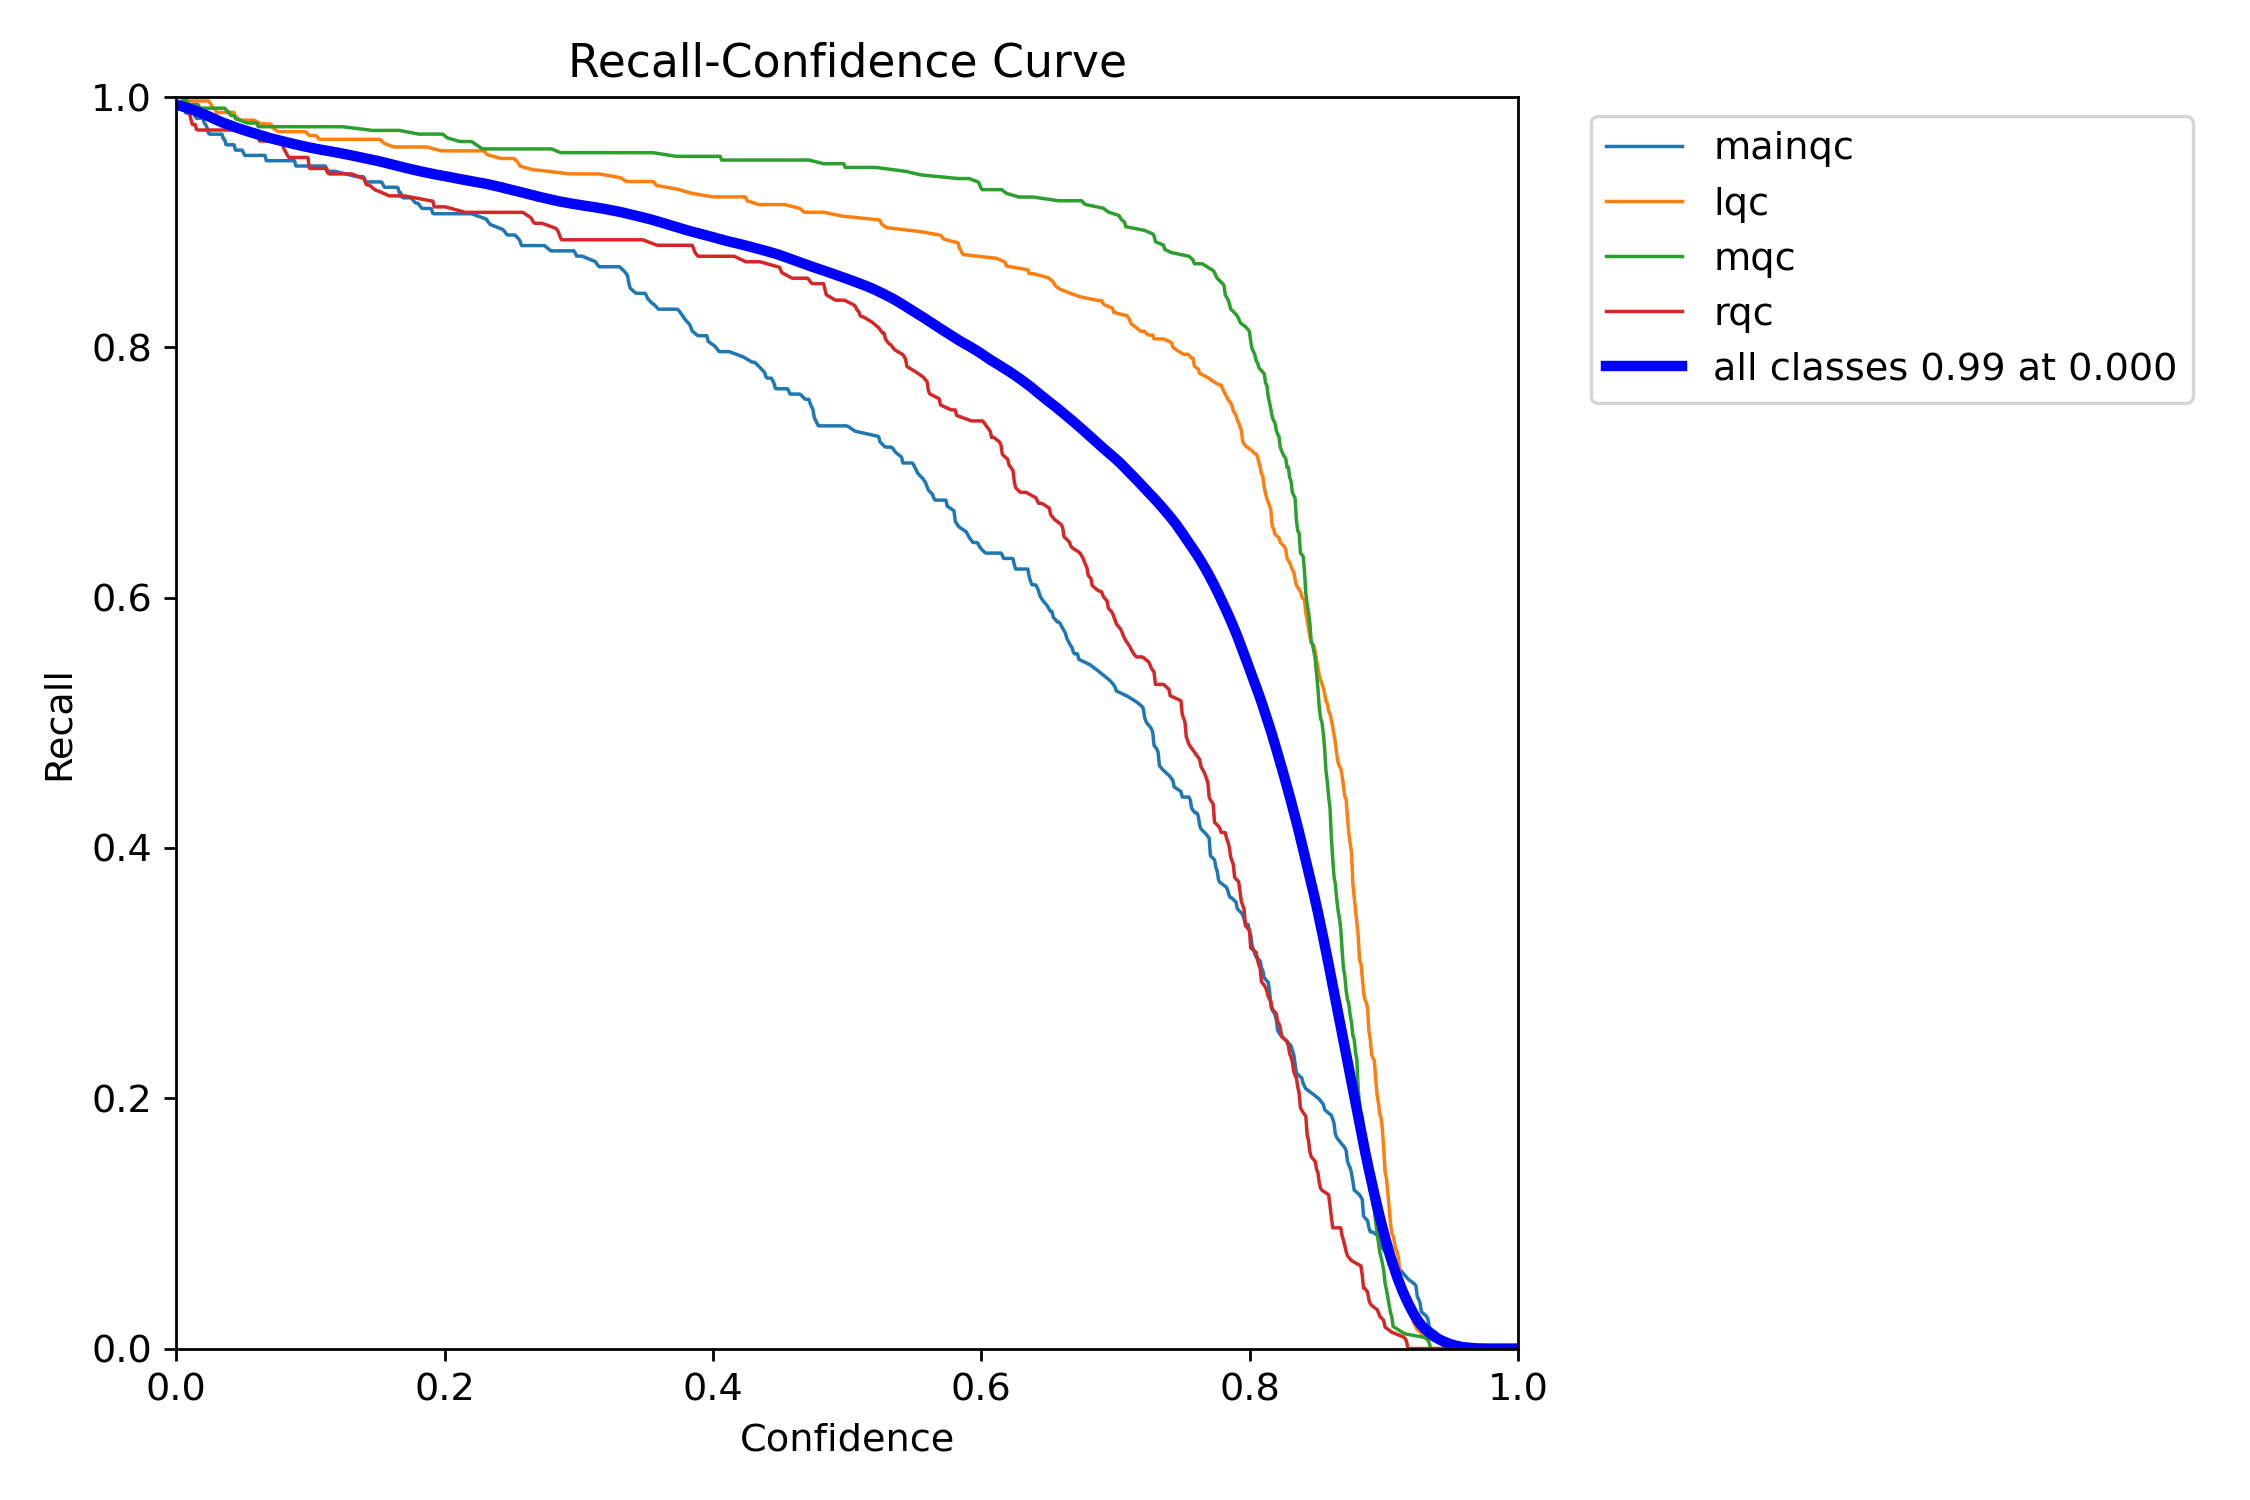 Recall-Confidence Curve
1.0
0.8
0.6
0.4
0.2
0.0
Recall
0.0 0.2 0.4 0.6 0.8 1.0
Confidence
mainqc
lqc
mqc
rqc
all classes 0.99 at 0.000